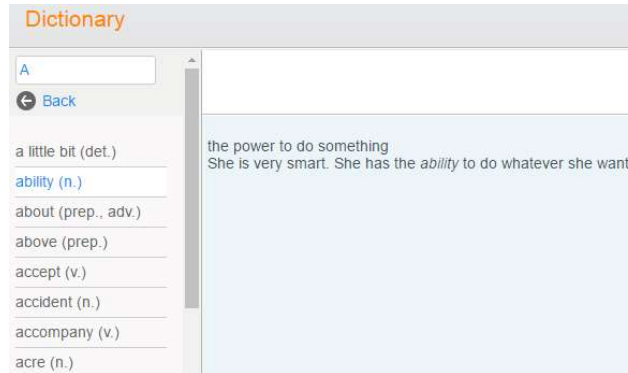 Dictionary
A
Back
a little bit (det.)
ability (n.)
about (prep., adv.)
above (prep.)
accept (v.)
accident (n.)
accompany (v.)
acre (n.)
the power to do something
She is very smart. She has the ability to do whatever she want